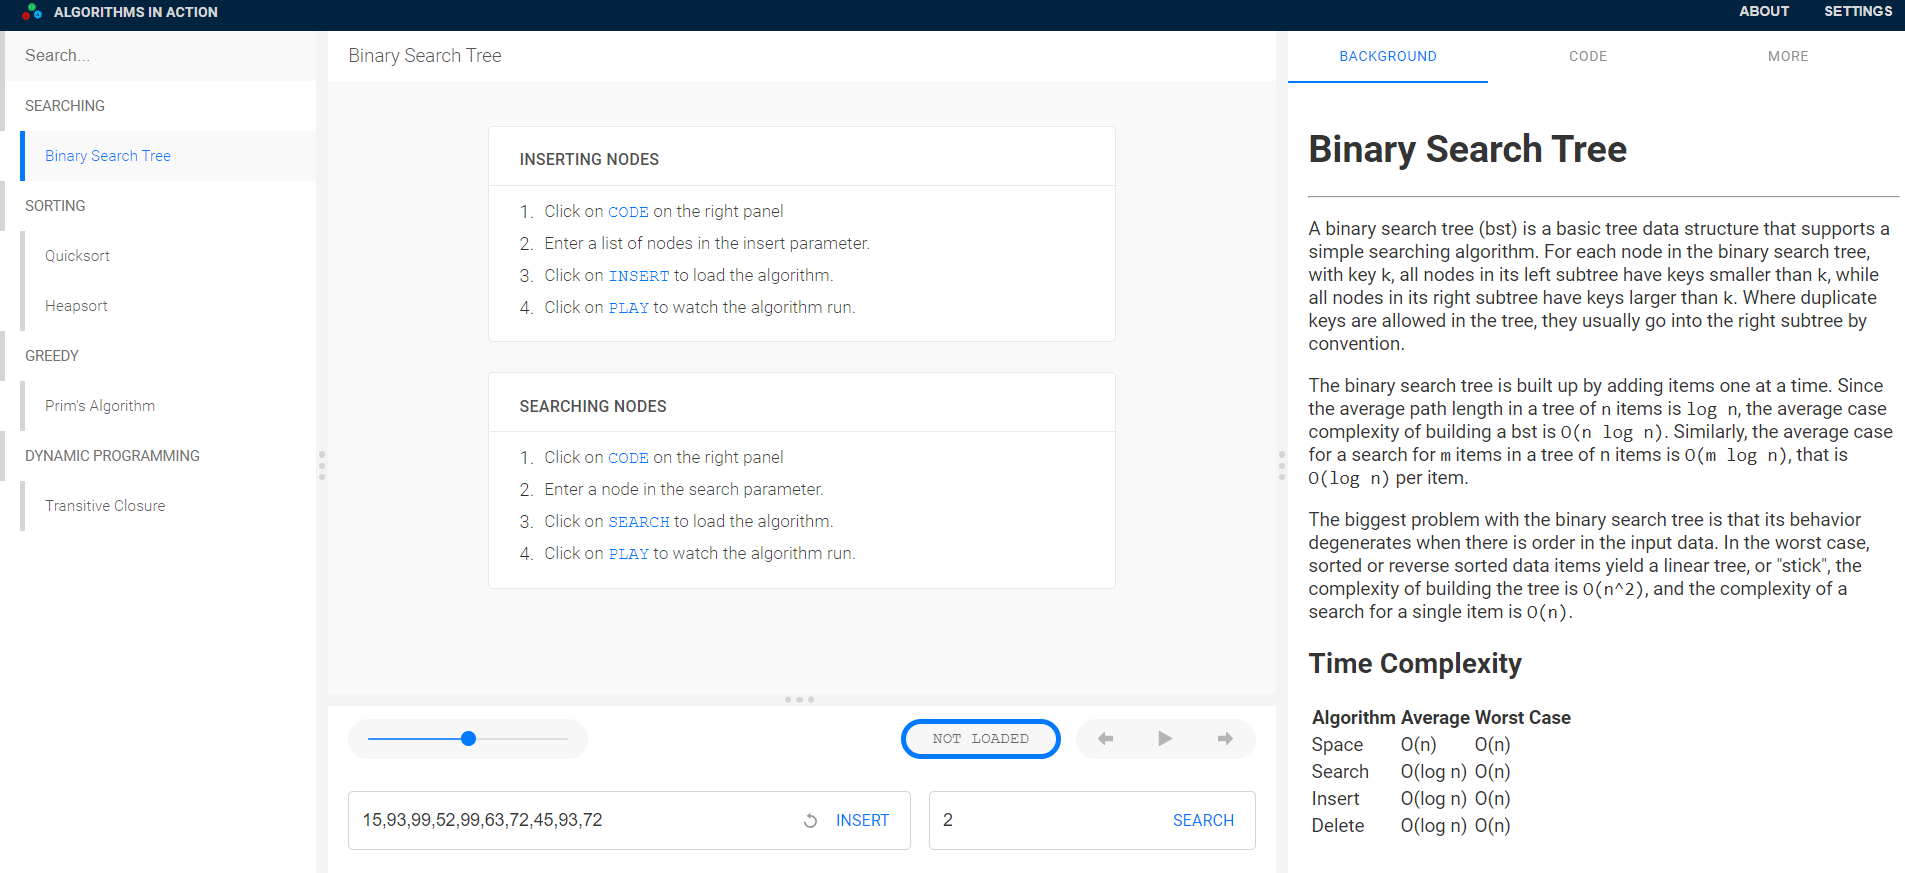 ALGORITHMS IN ACTION
ABOUT SETTINGS
Search...
SEARCHING
Binary Search Tree
SORTING
Quicksort
Heapsort
GREEDY
Prim's Algorithm
DYNAMIC PROGRAMMING
Transitive Closure
Binary Search Tree
INSERTING NODES
1. Click on CODE on the right panel
2. Enter a list of nodes in the insert parameter.
3. Click on INSERT to load the algorithm.
4. Click on PLAY to watch the algorithm run.
SEARCHING NODES
1. Click on CODE on the right panel
2. Enter a node in the search parameter.
3. Click on SEARCH to load the algorithm.
4. Click on PLAY to watch the algorithm run.
NOT LOADED
15,93,99,52,99,63,72,45,93,72 INSERT
2 SEARCH
BACKGROUND CODE MORE
Binary Search Tree
A binary search tree (bst) is a basic tree data structure that supports a
simple searching algorithm. For each node in the binary search tree,
with key k, all nodes in its left subtree have keys smaller than k, while
all nodes in its right subtree have keys larger than k. Where duplicate
keys are allowed in the tree, they usually go into the right subtree by
convention.
The binary search tree is built up by adding items one at a time. Since
the average path length in a tree of n items is log n, the average case
complexity of building a bst is O(n log n). Similarly, the average case
for a search for m items in a tree of n items is O(m log n), that is
O(log n) per item.
The biggest problem with the binary search tree is that its behavior
degenerates when there is order in the input data. In the worst case,
sorted or reverse sorted data items yield a linear tree, or "stick", the
complexity of building the tree is O(n^2), and the complexity of a
search for a single item is O(n).
Time Complexity
Algorithm Average Worst Case
Space O(n) O(n)
Search O(log n) O(n)
Insert O(log n) O(n)
Delete O(log n) O(n)